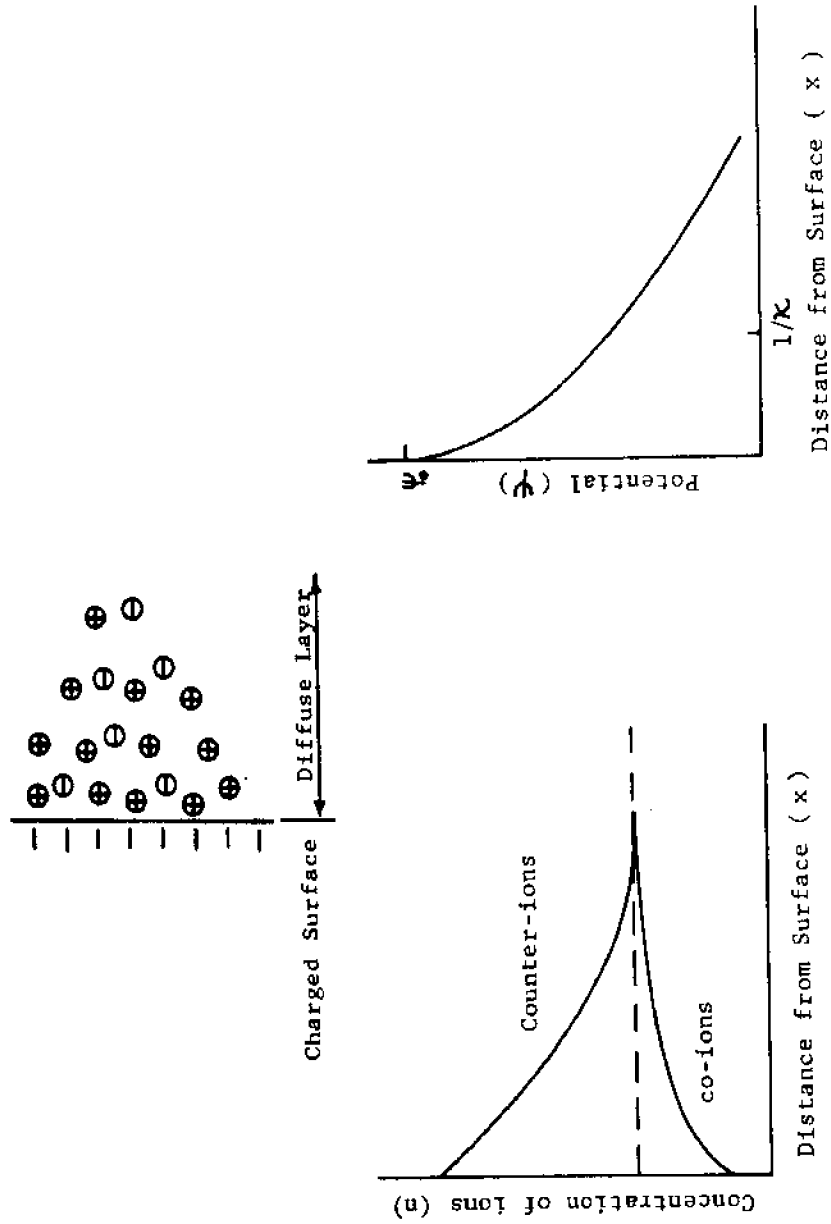 Charged Surface
Diffuse Layer
Concentration of ions (n)
Counter-ions
co-ions
Distance from Surface (x)
Potential (ψ)
1/κ
Distance from Surface ( x )